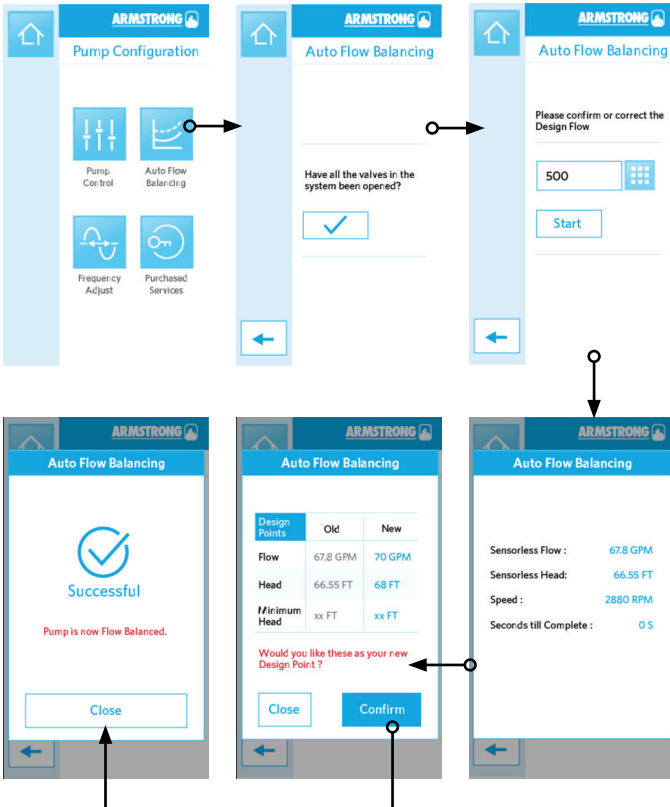 ARMSTRONG
Pump Configuration
Pump
Control
Auto Flow
Balancing
Frequency
Adjust
Purchased
Services
ARMSTRONG
Auto Flow Balancing
Have all the valves in the
system been opened?
ARMSTRONG
Auto Flow Balancing
Please confirm or correct the
Design Flow
500
Start
ARMSTRONG
Auto Flow Balancing
Successful
Pump is now Flow Balanced.
Close
ARMSTRONG
Auto Flow Balancing
Design
Points
Old
New
Flow
67.8 GPM
70 GPM
Head
66.55 FT
68 FT
Minimum
Head
xx FT
xx FT
Would you like these as your new
Design Point ?
Close
Confirm
ARMSTRONG
Auto Flow Balancing
Sensorless Flow :
67.8 GPM
Sensorless Head:
66.55 FT
Speed :
2880 RPM
Seconds till Complete :
0 S